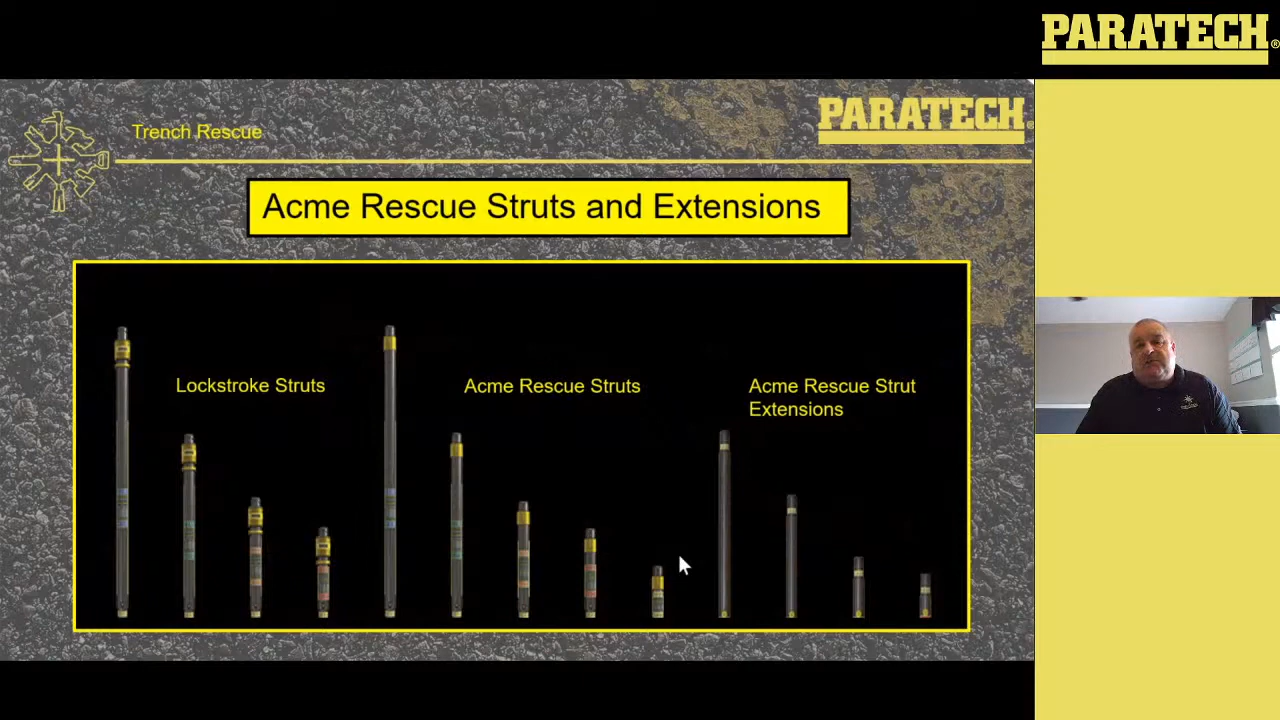 PARATECH®
Trench Rescue
PARATECH®
Acme Rescue Struts and Extensions
Lockstroke Struts
Acme Rescue Struts
Acme Rescue Strut
Extensions